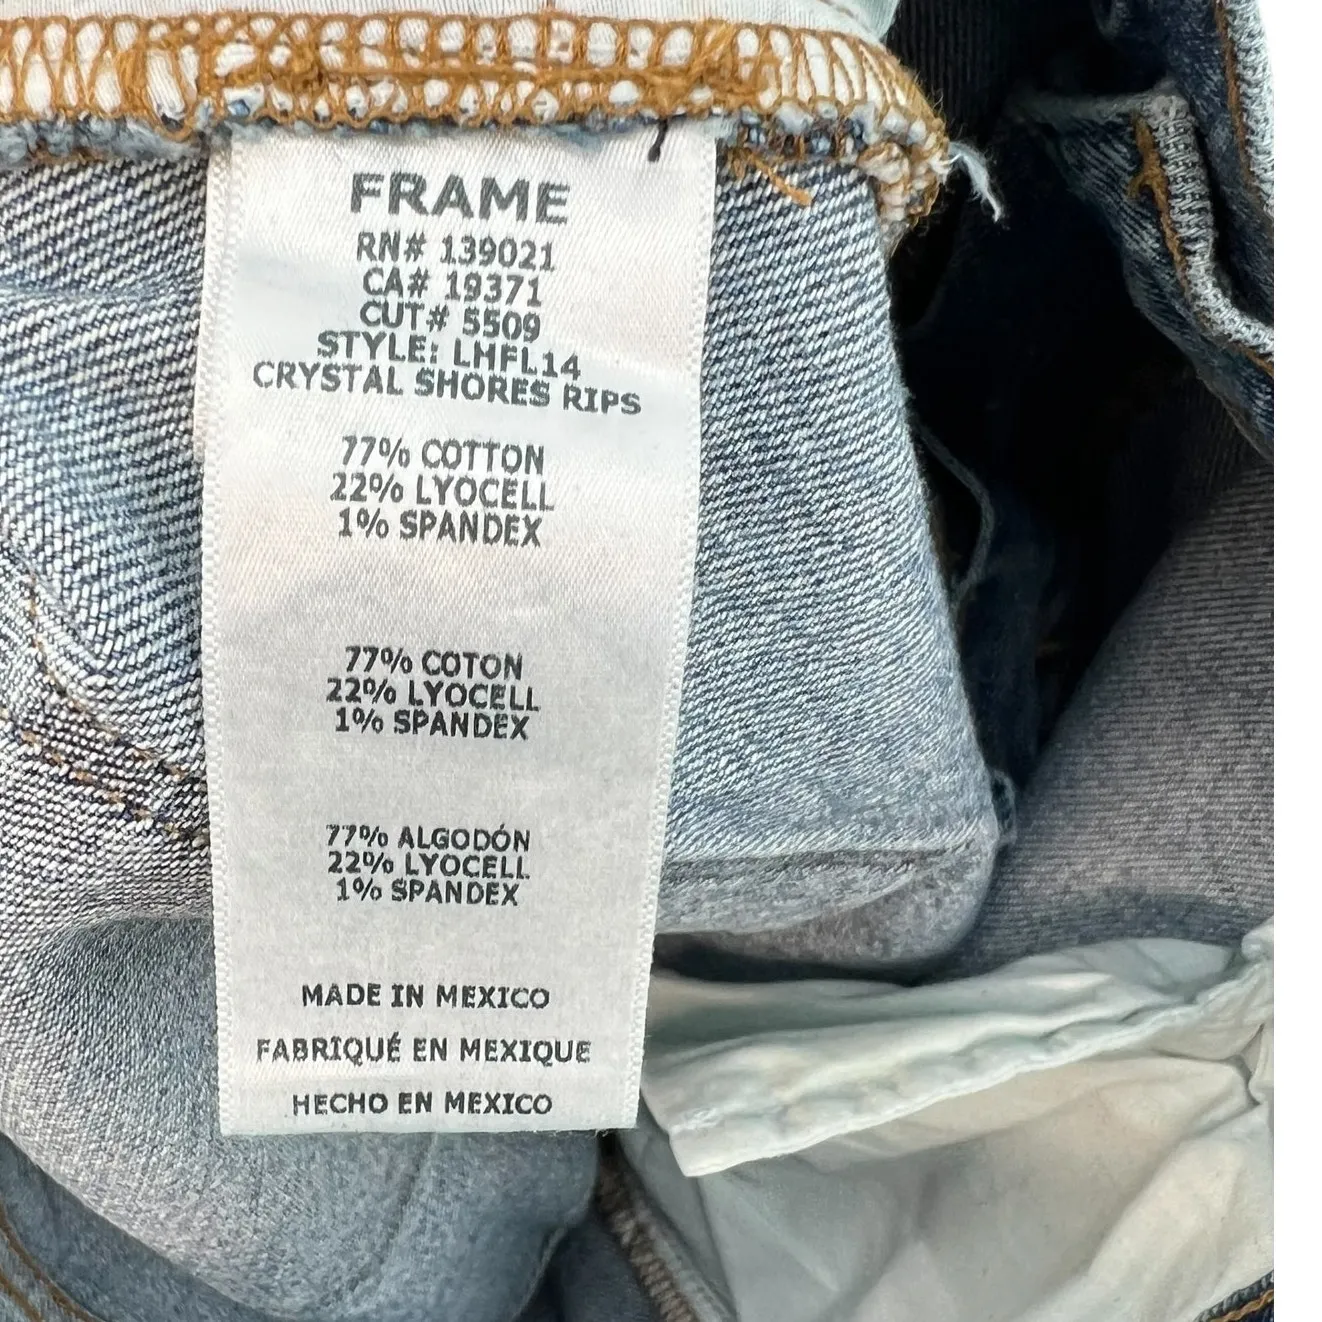 FRAME
RN# 139021
CA# 19371
CUT# 5509
STYLE: LMFL14
CRYSTAL SHORES RIPS
77% COTTON
22% LYOCELL
1% SPANDEX
77% COTON
22% LYOCELL
1% SPANDEX
77% ALGODÓN
22% LYOCELL
1% SPANDEX
MADE IN MEXICO
FABRIQUÉ EN MEXIQUE
HECHO EN MEXICO